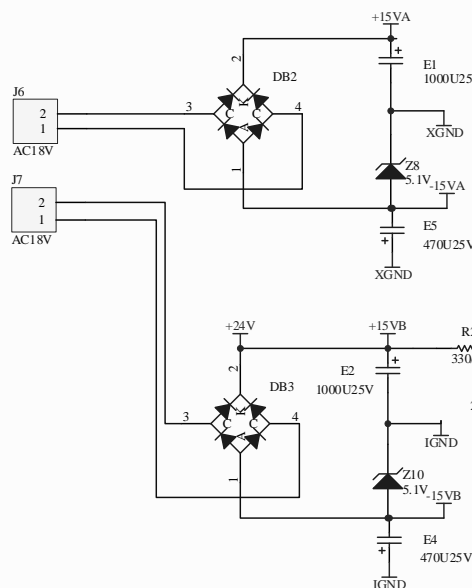 +15VA
2
E1
1000U25
DB2
J6
2
1
AC18V
3
C
K
C
A
4
XGND
1
Z8
5.1V
-15VA
J7
2
1
AC18V
E5
470U25V
XGND
+24V
+15VB
330
2
E2
1000U25V
DB3
3
C
K
C
A
4
IGND
1
Z10
5.1V
-15VB
E4
470U25V
IGND